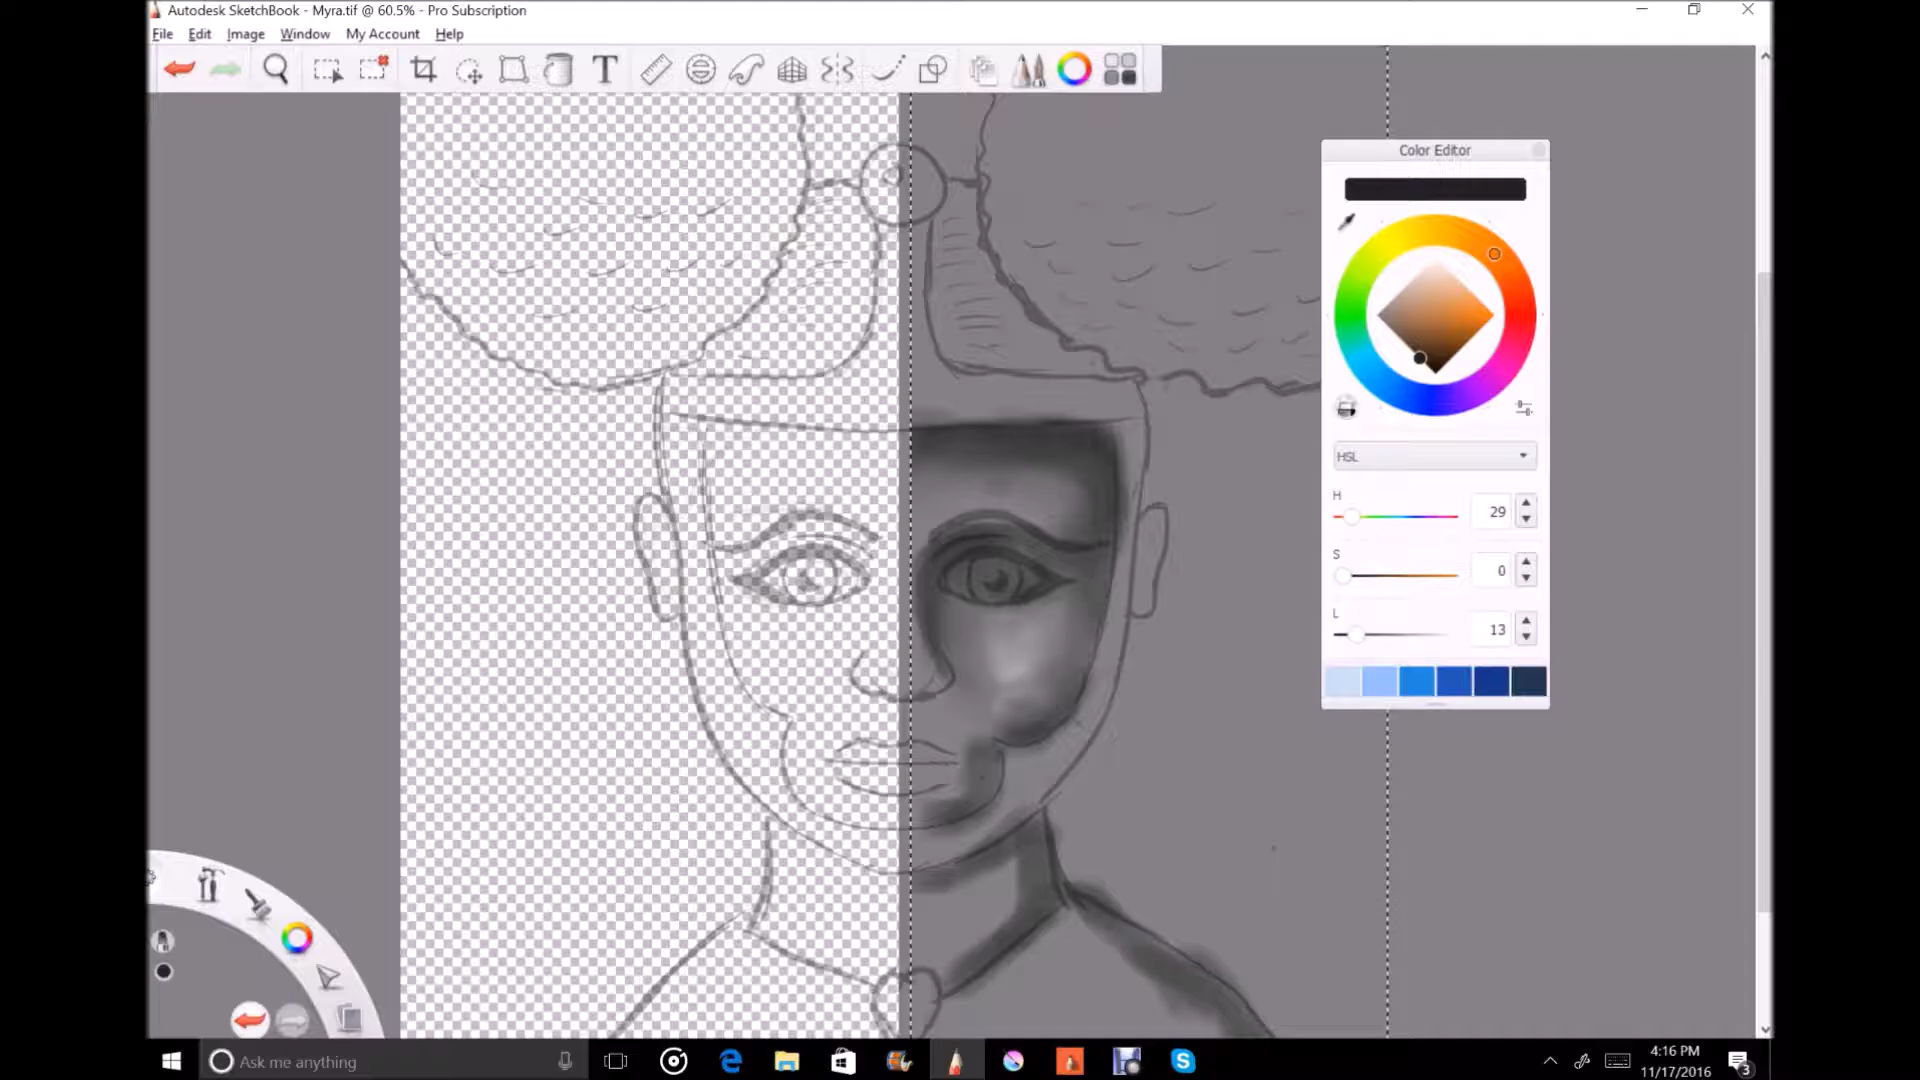 Autodesk SketchBook - Myra.tif @ 60.5% - Pro Subscription
File Edit Image Window My Account Help
T
Color Editor
HSL
H
29
S
0
L
13
Ask me anything
4:16 PM
11/17/2016
3